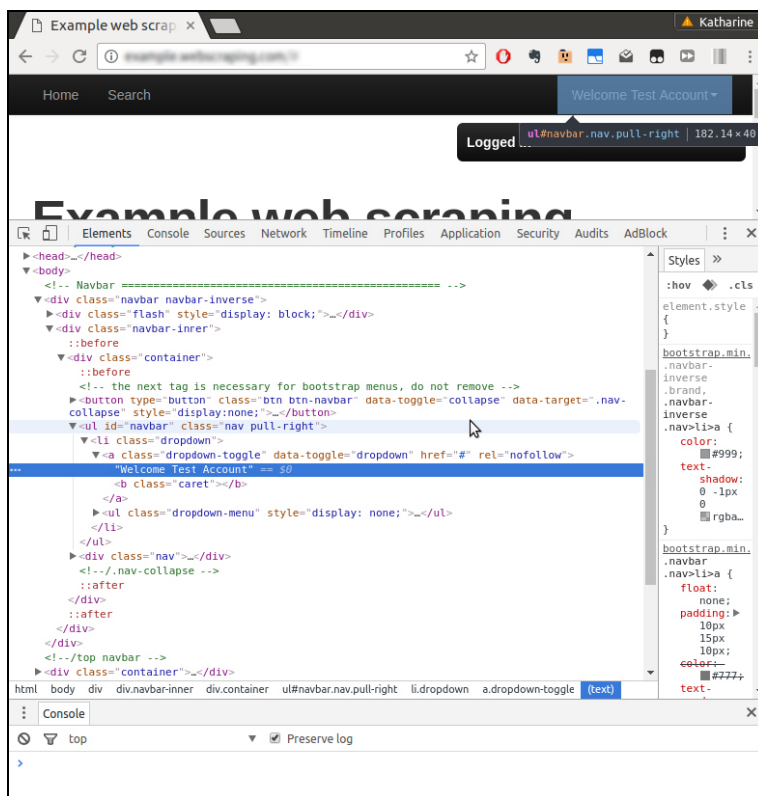 Example web scrap
Katharine
Home Search Welcome Test Account
Logged
ul#navbar.nav.pull-right | 182.14×40
Example web scraping
Elements Console Sources Network Timeline Profiles Application Security Audits AdBlock
<head>…</head>
<body>
<!-- Navbar ================================================== -->
<div class="navbar navbar-inverse">
<div class="flash" style="display: block;">…</div>
<div class="navbar-inrer">
::before
<div class="container">
::before
<!-- the next tag is necessary for bootstrap menus, do not remove -->
<button type="button" class="btn btn-navbar" data-toggle="collapse" data-target=".nav-
collapse" style="display:none;">…</button>
<ul id="navbar" class="nav pull-right">
<li class="dropdown">
<a class="dropdown-toggle" data-toggle="dropdown" href="#" rel="nofollow">
"Welcome Test Account" == $0
<b class="caret"></b>
</a>
<ul class="dropdown-menu" style="display: none;">…</ul>
</li>
</ul>
<div class="nav">…</div>
<!--/.nav-collapse -->
::after
</div>
::after
</div>
</div>
<!--/top navbar -->
<div class="container">…</div>
html body div div.navbar-inner div.container ul#navbar.nav.pull-right li.dropdown a.dropdown-toggle (text)
Styles »
:hov .cls
element.style
{
}
bootstrap.min.
.navbar-
inverse
.brand,
.navbar-
inverse
.nav>li>a {
color:
#999;
text-
shadow:
0 -1px
0
rgba…
}
bootstrap.min.
.navbar
.nav>li>a {
float:
none;
padding:
10px
15px
10px;
color:
#777;
text-
Console
top Preserve log
>